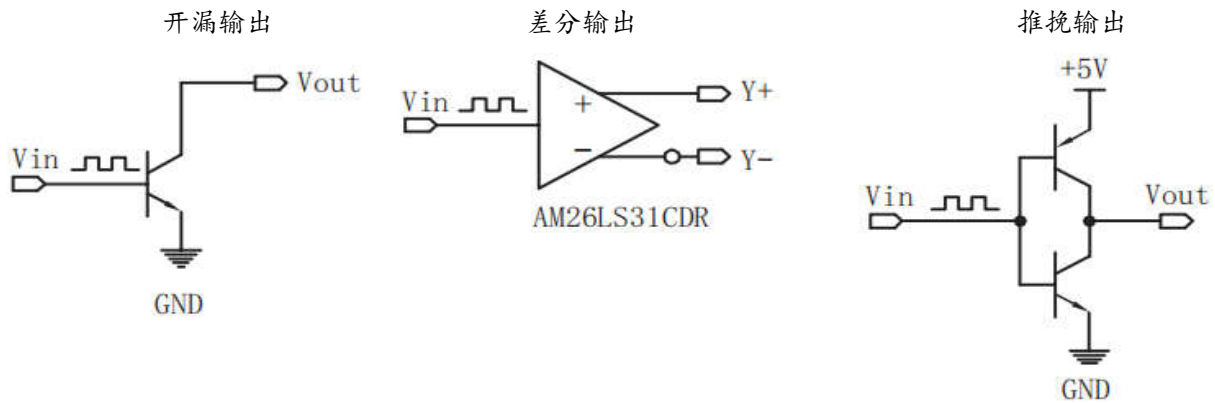 开漏输出
Vin
Vout
GND
差分输出
Vin
+
−
Y+
Y−
AM26LS31CDR
推挽输出
+5V
Vin
Vout
GND